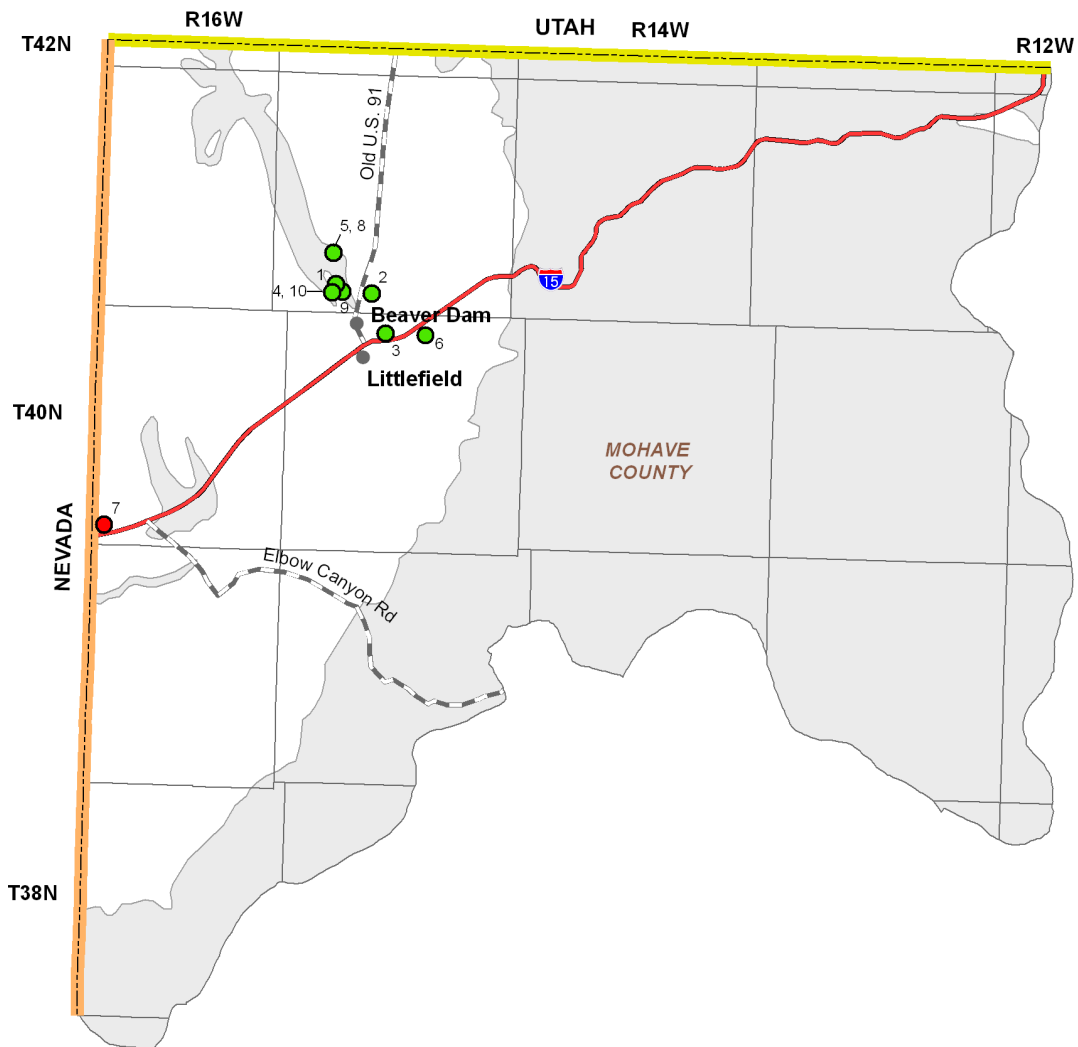 R16W
UTAH
R14W
T42N
R12W
Old U.S. 91
5, 8
1
2
15
4, 10
9
Beaver Dam
3
6
Littlefield
T40N
MOHAVE
COUNTY
7
NEVADA
Elbow Canyon Rd
T38N